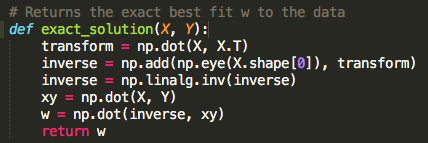 # Returns the exact best fit w to the data
def exact_solution(X, Y):
    transform = np.dot(X, X.T)
    inverse = np.add(np.eye(X.shape[0]), transform)
    inverse = np.linalg.inv(inverse)
    xy = np.dot(X, Y)
    w = np.dot(inverse, xy)
    return w